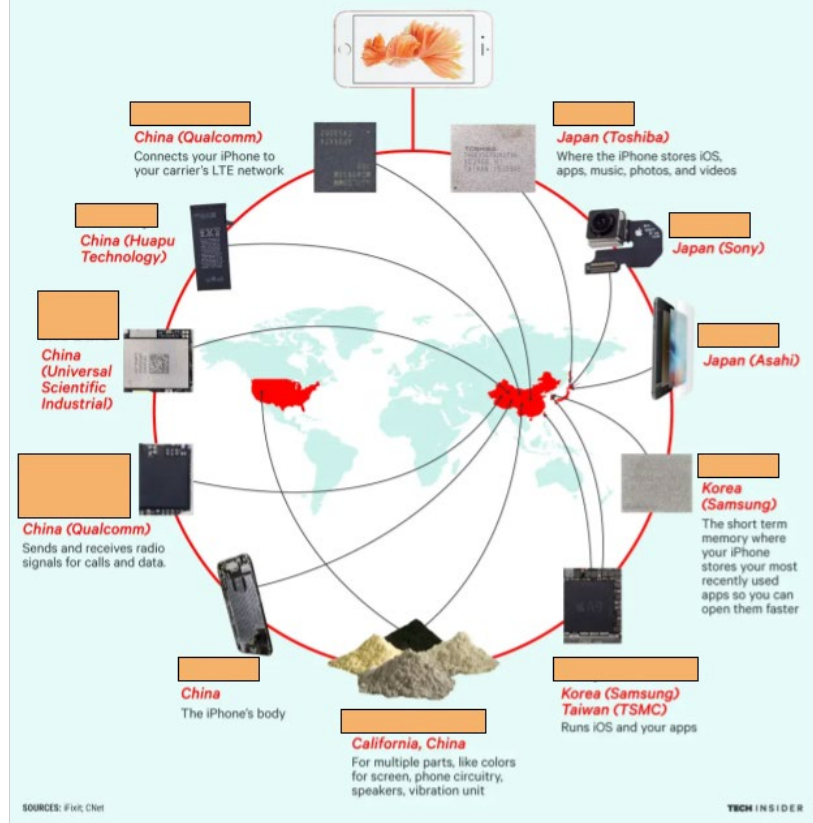 China (Qualcomm)
Connects your iPhone to
your carrier's LTE network
Japan (Toshiba)
Where the iPhone stores iOS,
apps, music, photos, and videos
TOSHIBA
China (Huapu
Technology)
Japan (Sony)
China
(Universal
Scientific
Industrial)
Japan (Asahi)
China (Qualcomm)
Sends and receives radio
signals for calls and data.
Korea
(Samsung)
The short term
memory where
your iPhone
stores your most
recently used
apps so you can
open them faster
A9
China
The iPhone's body
Korea (Samsung)
Taiwan (TSMC)
Runs iOS and your apps
California, China
For multiple parts, like colors
for screen, phone circuitry,
speakers, vibration unit
SOURCES: iFixit; CNet
TECH INSIDER